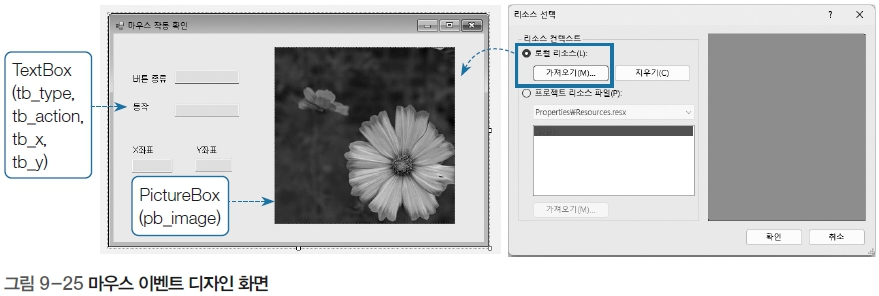 마우스 작동 확인
TextBox
(tb_type,
tb_action,
tb_x,
tb_y)
버튼 종류
동작
X좌표
Y좌표
PictureBox
(pb_image)
리소스 선택
리소스 컨텍스트
로컬 리소스(L):
가져오기(M)...
지우기(C)
프로젝트 리소스 파일(P):
Properties₩Resources.resx
가져오기(M)...
확인
취소
그림 9-25 마우스 이벤트 디자인 화면